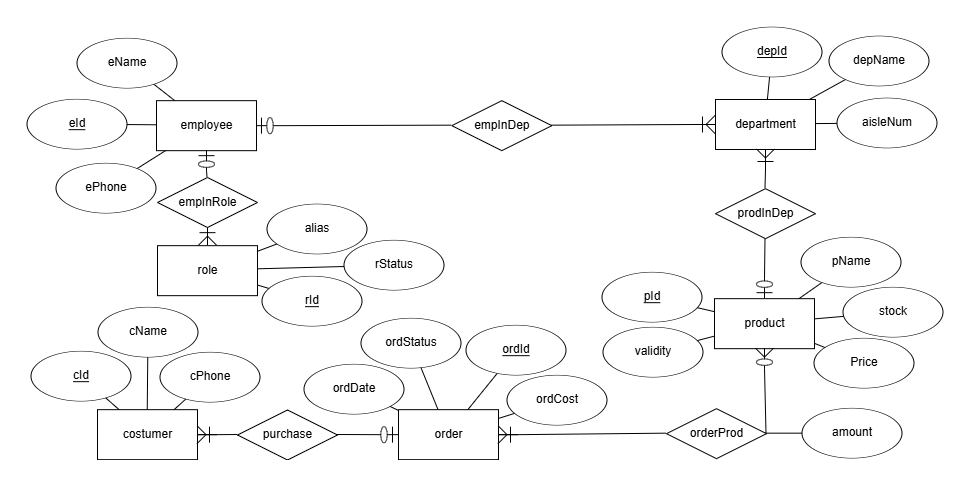 depId
eName
depName
eId
employee
empInDep
department
aisleNum
ePhone
empInRole
prodInDep
alias
role
rStatus
rId
pName
pId
stock
product
cName
ordStatus
ordId
validity
Price
cId
cPhone
ordDate
ordCost
costumer
purchase
order
orderProd
amount